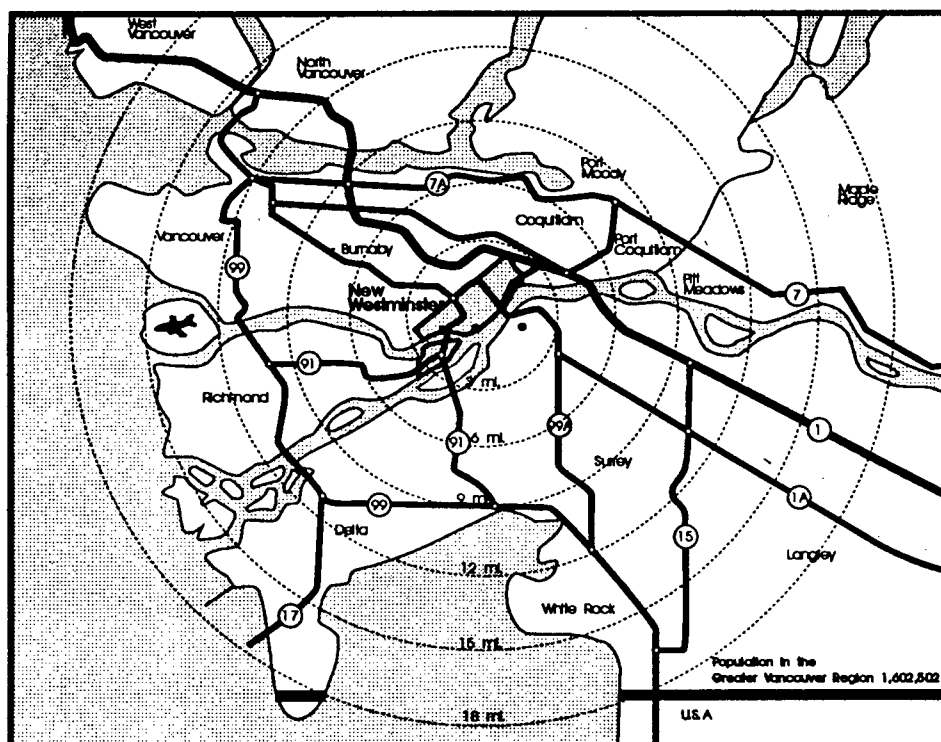 West
Vancouver
North
Vancouver
7A
Port
Moody
Maple
Ridge
Coquitlam
Vancouver
Burnaby
Port
Coquitlam
99
Pitt
Meadows
New
Westminster
7
91
3 mi.
Richmond
99A
1
91
6 mi.
Surrey
9 mi.
99
1A
Delta
15
Langley
12 mi.
White Rock
17
15 mi.
Population in the
Greater Vancouver Region 1,602,502
18 mi.
U.S.A